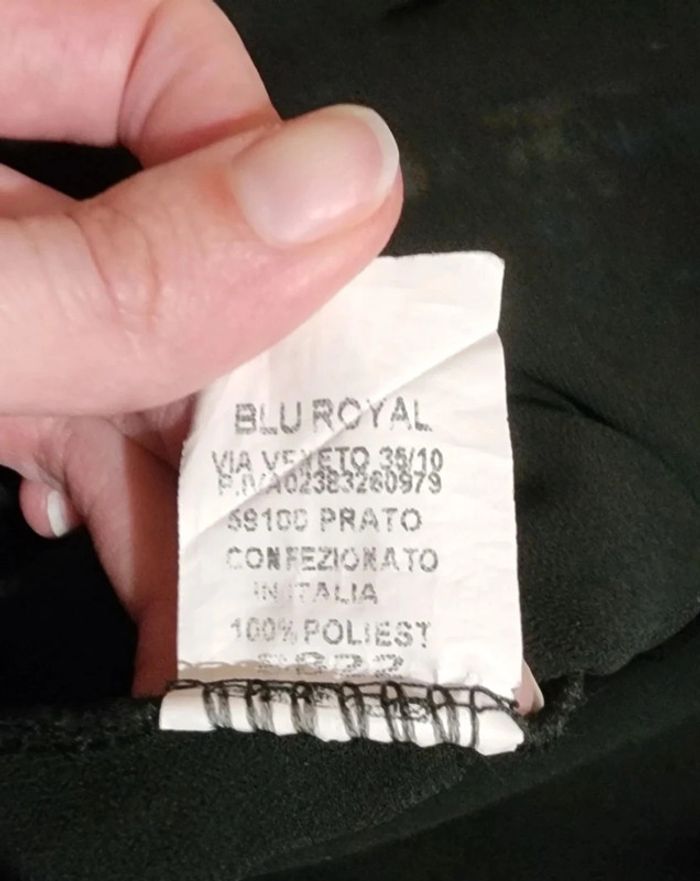 BLU ROYAL
VIA VENETO 35/10
P.IVA02383260979
59100 PRATO
CONFEZIONATO
IN ITALIA
100% POLIEST